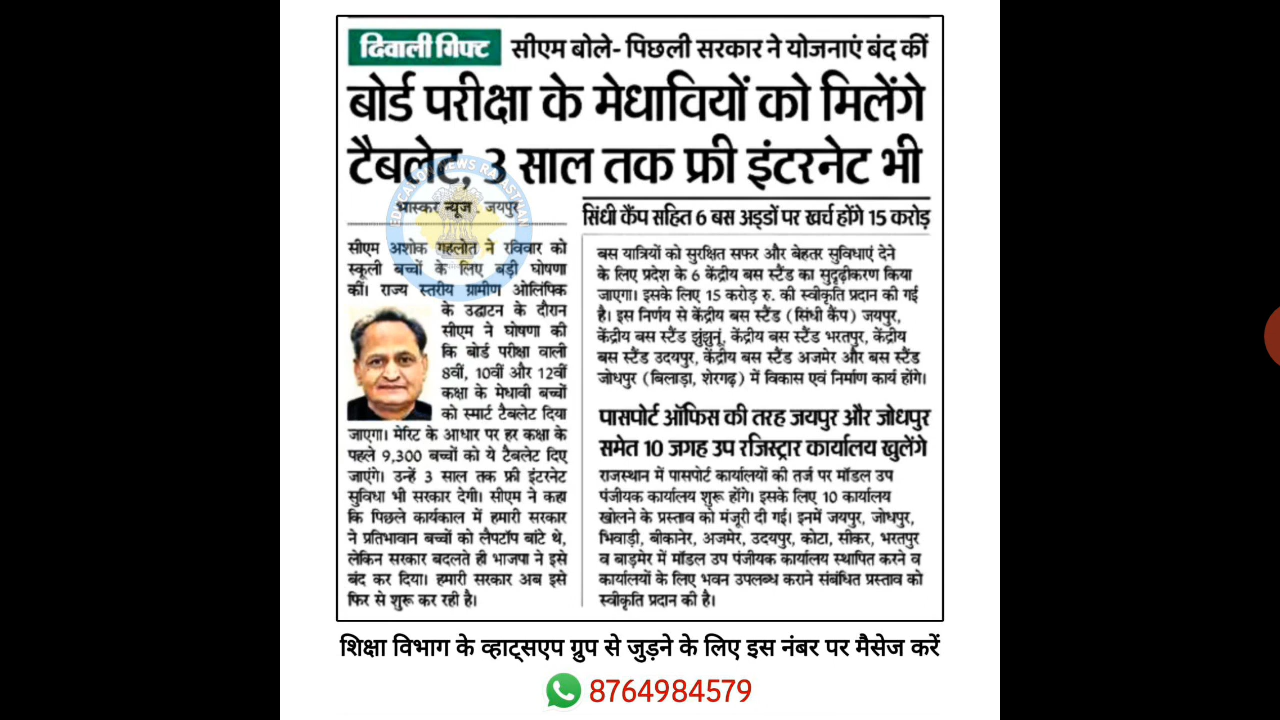 दिवाली गिफ्ट
सीएम बोले- पिछली सरकार ने योजनाएं बंद कीं
बोर्ड परीक्षा के मेधावियों को मिलेंगे
टैबलेट, 3 साल तक फ्री इंटरनेट भी
भास्कर न्यूज . जयपुर
सीएम अशोक गहलोत ने रविवार को
स्कूली बच्चों के लिए बड़ी घोषणा
कीं। राज्य स्तरीय ग्रामीण ओलिंपिक
के उद्घाटन के दौरान
सीएम ने घोषणा की
कि बोर्ड परीक्षा वाली
8वीं, 10वीं और 12वीं
कक्षा के मेधावी बच्चों
को स्मार्ट टैबलेट दिया
जाएगा। मेरिट के आधार पर हर कक्षा के
पहले 9,300 बच्चों को ये टैबलेट दिए
जाएंगे। उन्हें 3 साल तक फ्री इंटरनेट
सुविधा भी सरकार देगी। सीएम ने कहा
कि पिछले कार्यकाल में हमारी सरकार
ने प्रतिभावान बच्चों को लैपटॉप बांटे थे,
लेकिन सरकार बदलते ही भाजपा ने इसे
बंद कर दिया। हमारी सरकार अब इसे
फिर से शुरू कर रही है।
सिंधी कैंप सहित 6 बस अड्डों पर खर्च होंगे 15 करोड़
बस यात्रियों को सुरक्षित सफर और बेहतर सुविधाएं देने
के लिए प्रदेश के 6 केंद्रीय बस स्टैंड का सुदृढ़ीकरण किया
जाएगा। इसके लिए 15 करोड़ रु. की स्वीकृति प्रदान की गई
है। इस निर्णय से केंद्रीय बस स्टैंड (सिंधी कैंप) जयपुर,
केंद्रीय बस स्टैंड झुंझुनूं, केंद्रीय बस स्टैंड भरतपुर, केंद्रीय
बस स्टैंड उदयपुर, केंद्रीय बस स्टैंड अजमेर और बस स्टैंड
जोधपुर (बिलाड़ा, शेरगढ़) में विकास एवं निर्माण कार्य होंगे।
पासपोर्ट ऑफिस की तरह जयपुर और जोधपुर
समेत 10 जगह उप रजिस्ट्रार कार्यालय खुलेंगे
राजस्थान में पासपोर्ट कार्यालयों की तर्ज पर मॉडल उप
पंजीयक कार्यालय शुरू होंगे। इसके लिए 10 कार्यालय
खोलने के प्रस्ताव को मंजूरी दी गई। इनमें जयपुर, जोधपुर,
भिवाड़ी, बीकानेर, अजमेर, उदयपुर, कोटा, सीकर, भरतपुर
व बाड़मेर में मॉडल उप पंजीयक कार्यालय स्थापित करने व
कार्यालयों के लिए भवन उपलब्ध कराने संबंधित प्रस्ताव को
स्वीकृति प्रदान की है।
EDUCATION NEWS RAJASTHAN
शिक्षा विभाग के व्हाट्सएप ग्रुप से जुड़ने के लिए इस नंबर पर मैसेज करें
8764984579